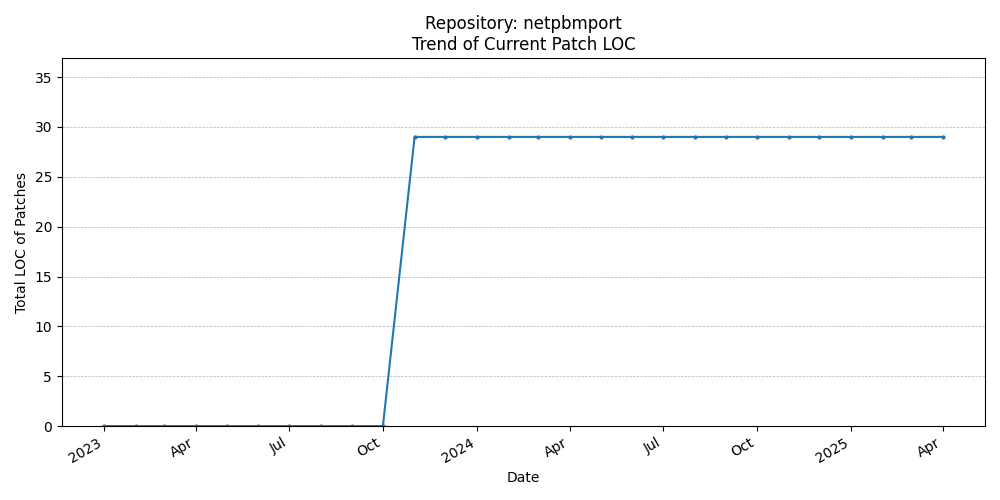 Repository: netpbmport
Trend of Current Patch LOC
Total LOC of Patches
35
30
25
20
15
10
5
0
2023
Apr
Jul
Oct
2024
Apr
Jul
Oct
2025
Apr
Date